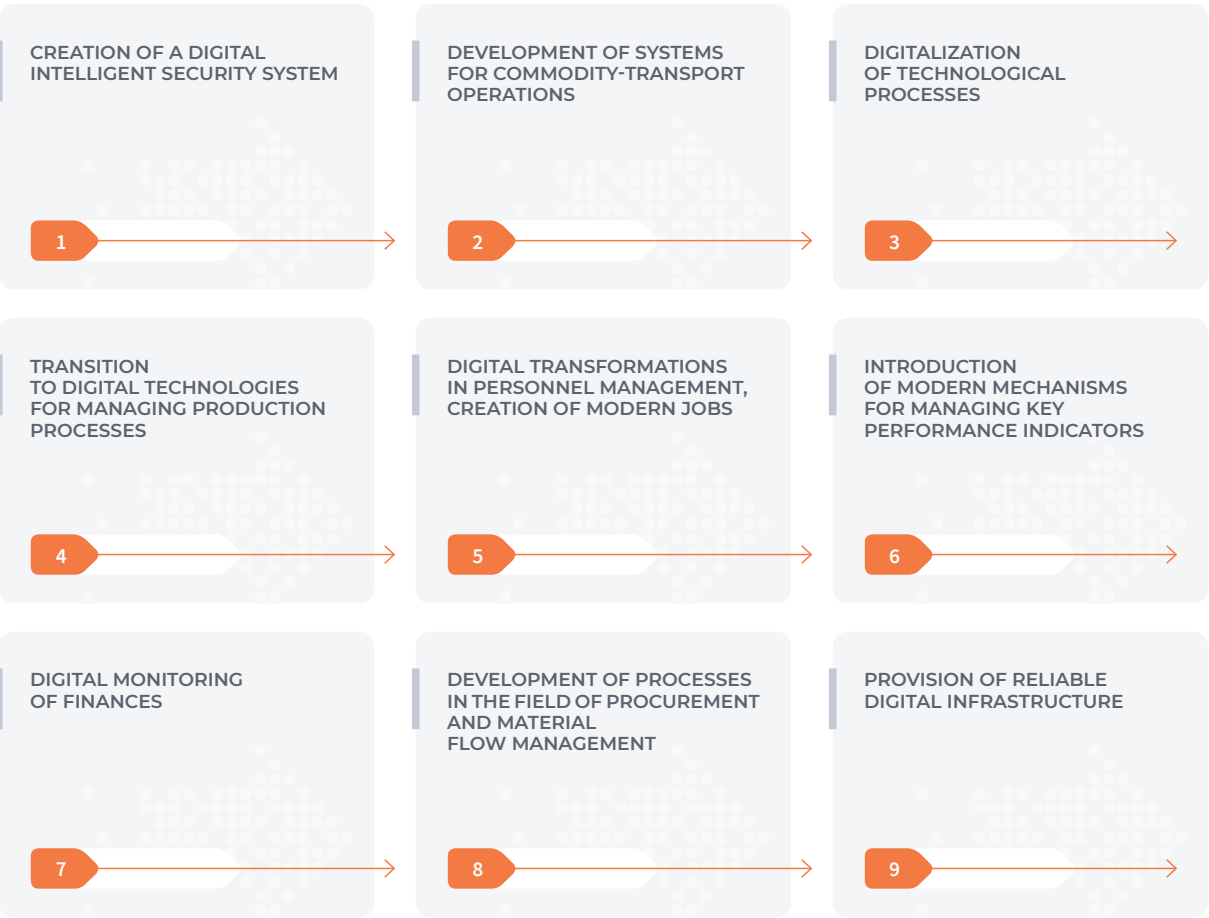 CREATION OF A DIGITAL
INTELLIGENT SECURITY SYSTEM
1
DEVELOPMENT OF SYSTEMS
FOR COMMODITY-TRANSPORT
OPERATIONS
2
DIGITALIZATION
OF TECHNOLOGICAL
PROCESSES
3
TRANSITION
TO DIGITAL TECHNOLOGIES
FOR MANAGING PRODUCTION
PROCESSES
4
DIGITAL TRANSFORMATIONS
IN PERSONNEL MANAGEMENT,
CREATION OF MODERN JOBS
5
INTRODUCTION
OF MODERN MECHANISMS
FOR MANAGING KEY
PERFORMANCE INDICATORS
6
DIGITAL MONITORING
OF FINANCES
7
DEVELOPMENT OF PROCESSES
IN THE FIELD OF PROCUREMENT
AND MATERIAL
FLOW MANAGEMENT
8
PROVISION OF RELIABLE
DIGITAL INFRASTRUCTURE
9